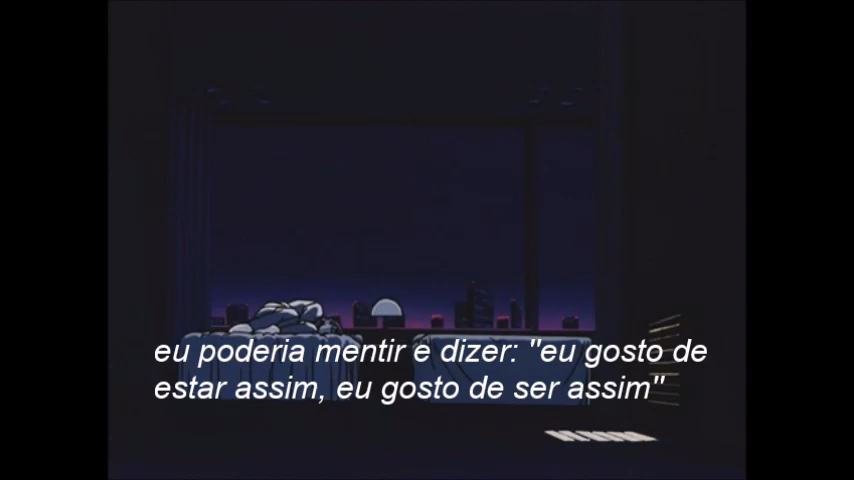 eu poderia mentir e dizer: "eu gosto de
estar assim, eu gosto de ser assim"